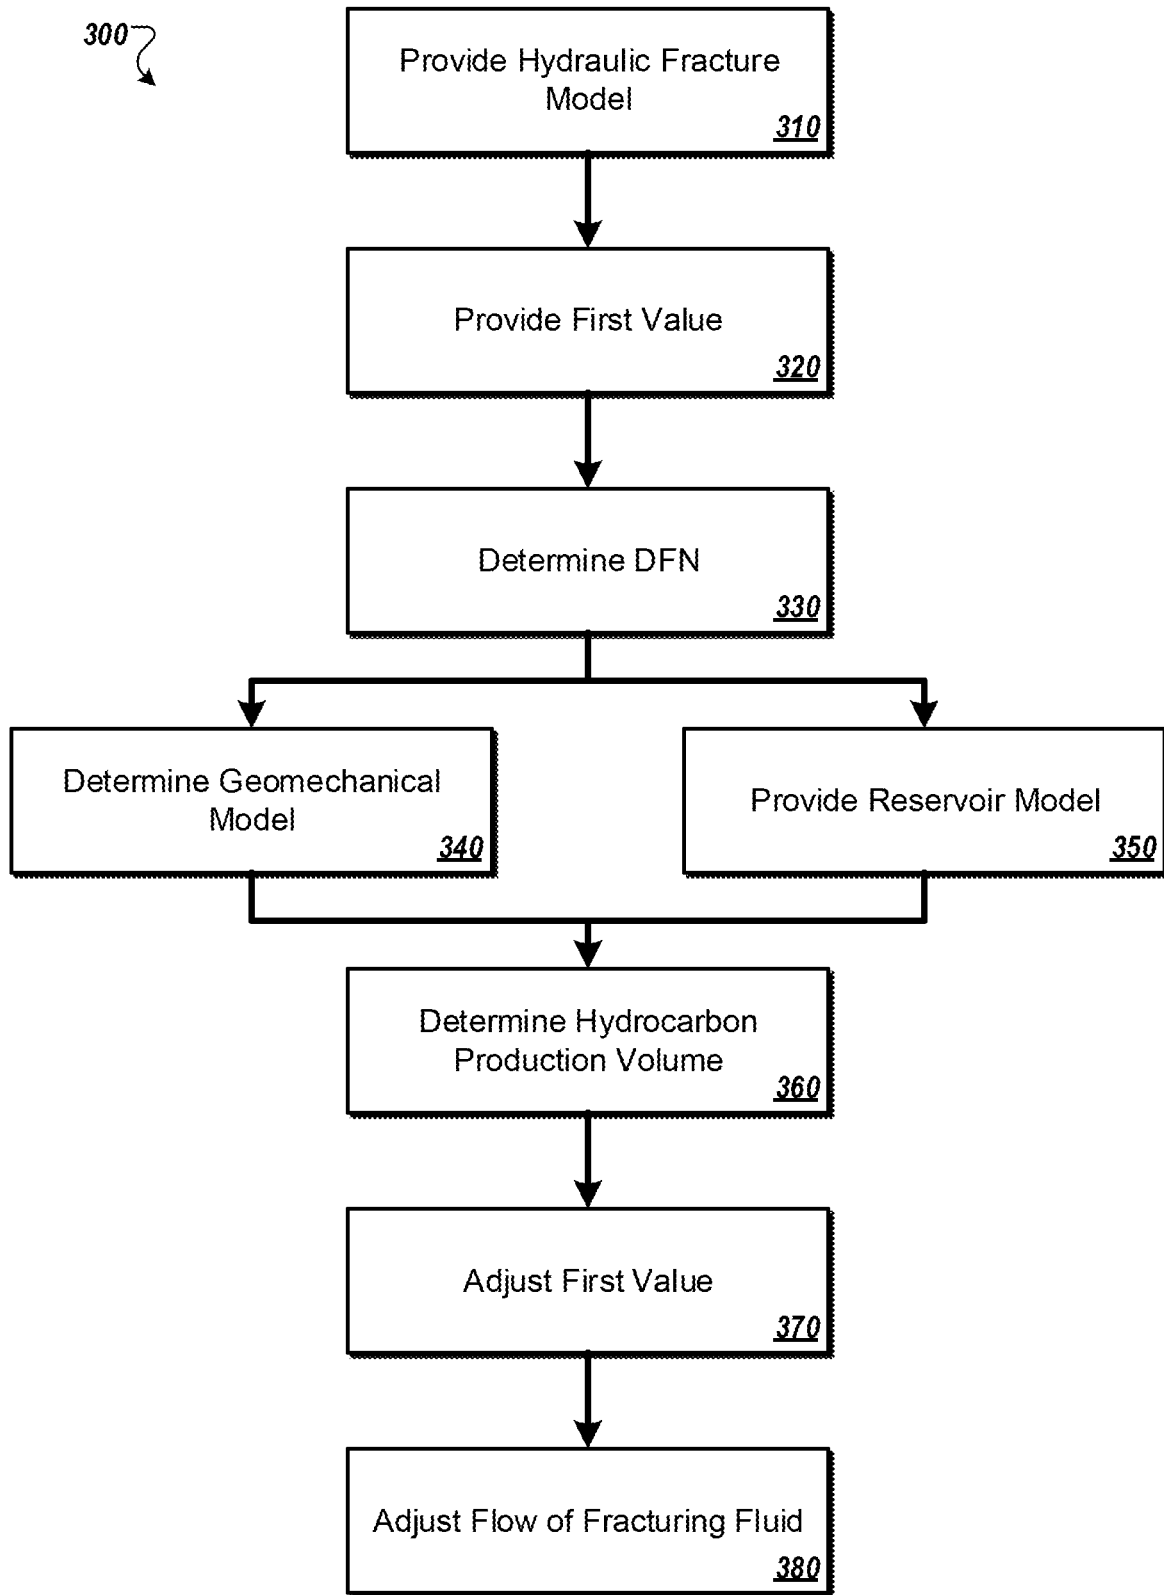 300
Provide Hydraulic Fracture
Model
310
Provide First Value
320
Determine DFN
330
Determine Geomechanical
Model
340
Provide Reservoir Model
350
Determine Hydrocarbon
Production Volume
360
Adjust First Value
370
Adjust Flow of Fracturing Fluid
380